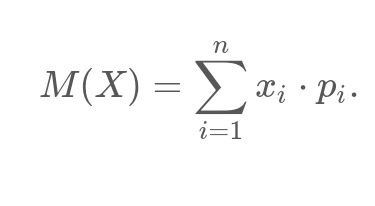 M(X) = \sum_{i=1}^{n} x_i \cdot p_i.